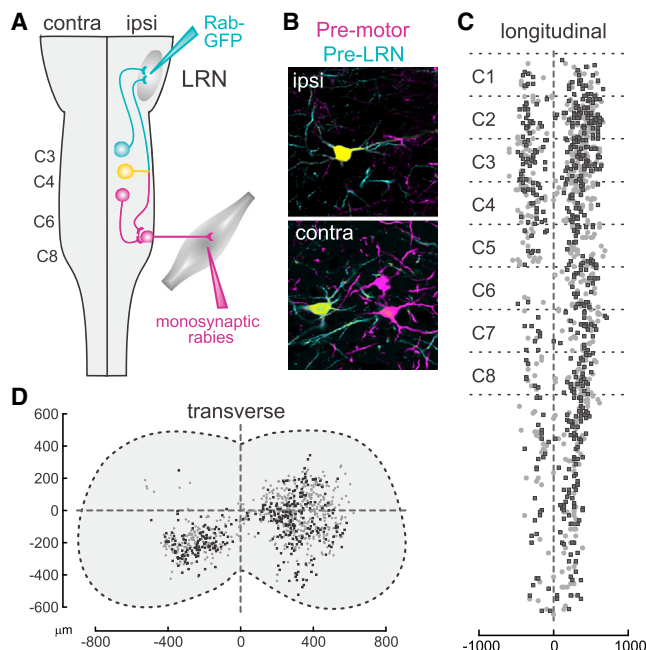 A
contra
ipsi
Rab-
GFP
LRN
C3
C4
C6
C8
monosynaptic
rabies
B
Pre-motor
Pre-LRN
ipsi
contra
C
longitudinal
C1
C2
C3
C4
C5
C6
C7
C8
-1000
0
1000
D
transverse
600
400
200
0
-200
-400
-600
µm
-800
-400
0
400
800